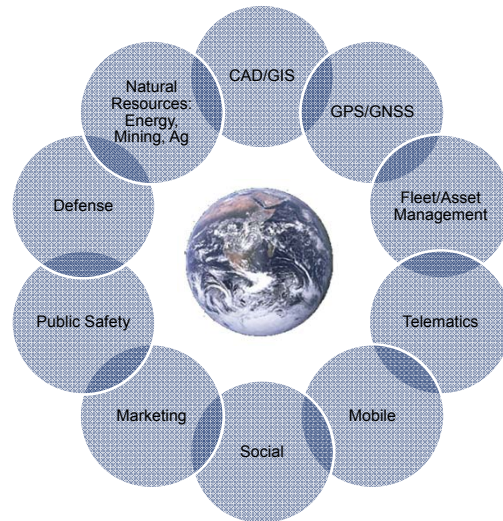 CAD/GIS
GPS/GNSS
Fleet/Asset
Management
Telematics
Mobile
Social
Marketing
Public Safety
Defense
Natural
Resources:
Energy,
Mining, Ag